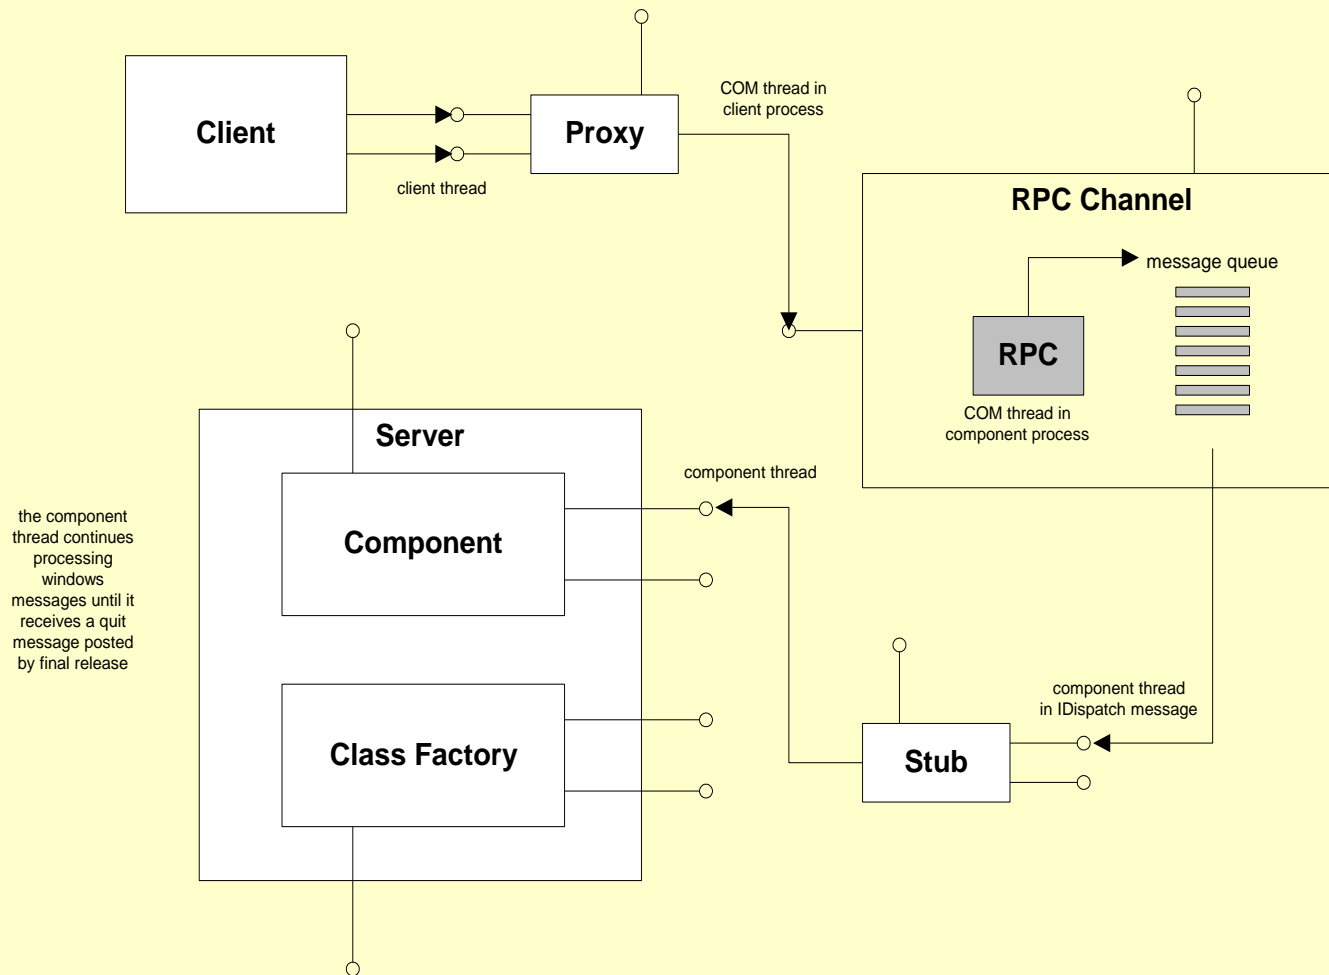 Client
client thread
Proxy
COM thread in
client process
RPC Channel
message queue
RPC
COM thread in
component process
Server
component thread
Component
the component
thread continues
processing
windows
messages until it
receives a quit
message posted
by final release
Class Factory
component thread
in IDispatch message
Stub